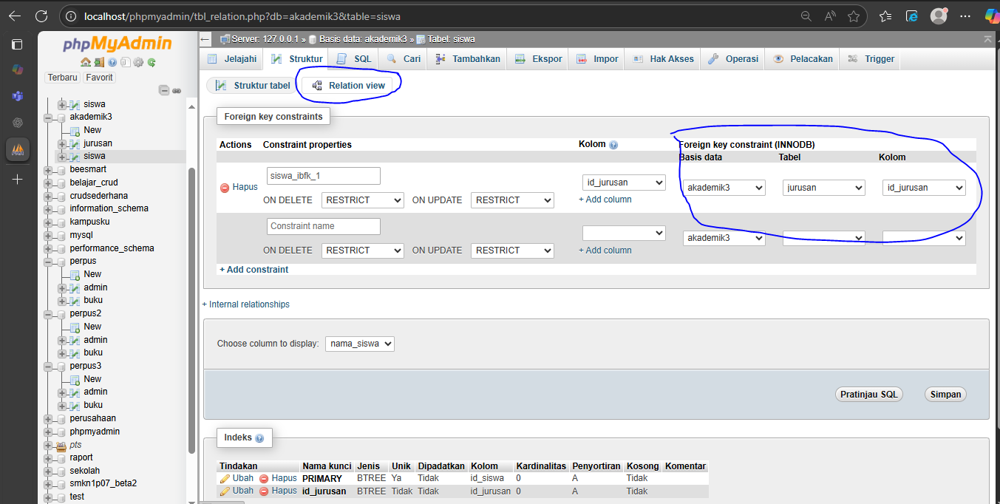 localhost/phpmyadmin/tbl_relation.php?db=akademik3&table=siswa
phpMyAdmin
Terbaru Favorit
siswa
akademik3
New
jurusan
siswa
beesmart
belajar_crud
crudsederhana
information_schema
kampusku
mysql
performance_schema
perpus
New
admin
buku
perpus2
New
admin
buku
perpus3
New
admin
buku
perusahaan
phpmyadmin
pts
raport
sekolah
smkn1p07_beta2
test
Server: 127.0.0.1 » Basis data: akademik3 » Tabel: siswa
Jelajahi Struktur SQL Cari Tambahkan Ekspor Impor Hak Akses Operasi Pelacakan Trigger
Struktur tabel Relation view
Foreign key constraints
Actions Constraint properties Kolom Foreign key constraint (INNODB)
Basis data Tabel Kolom
Hapus siswa_ibfk_1 id_jurusan akademik3 jurusan id_jurusan
ON DELETE RESTRICT ON UPDATE RESTRICT + Add column
Constraint name akademik3
ON DELETE RESTRICT ON UPDATE RESTRICT + Add column
+ Add constraint
+ Internal relationships
Choose column to display: nama_siswa
Pratinjau SQL Simpan
Indeks
Tindakan Nama kunci Jenis Unik Dipadatkan Kolom Kardinalitas Penyortiran Kosong Komentar
Ubah Hapus PRIMARY BTREE Ya Tidak id_siswa 0 A Tidak
Ubah Hapus id_jurusan BTREE Tidak Tidak id_jurusan 0 A Tidak